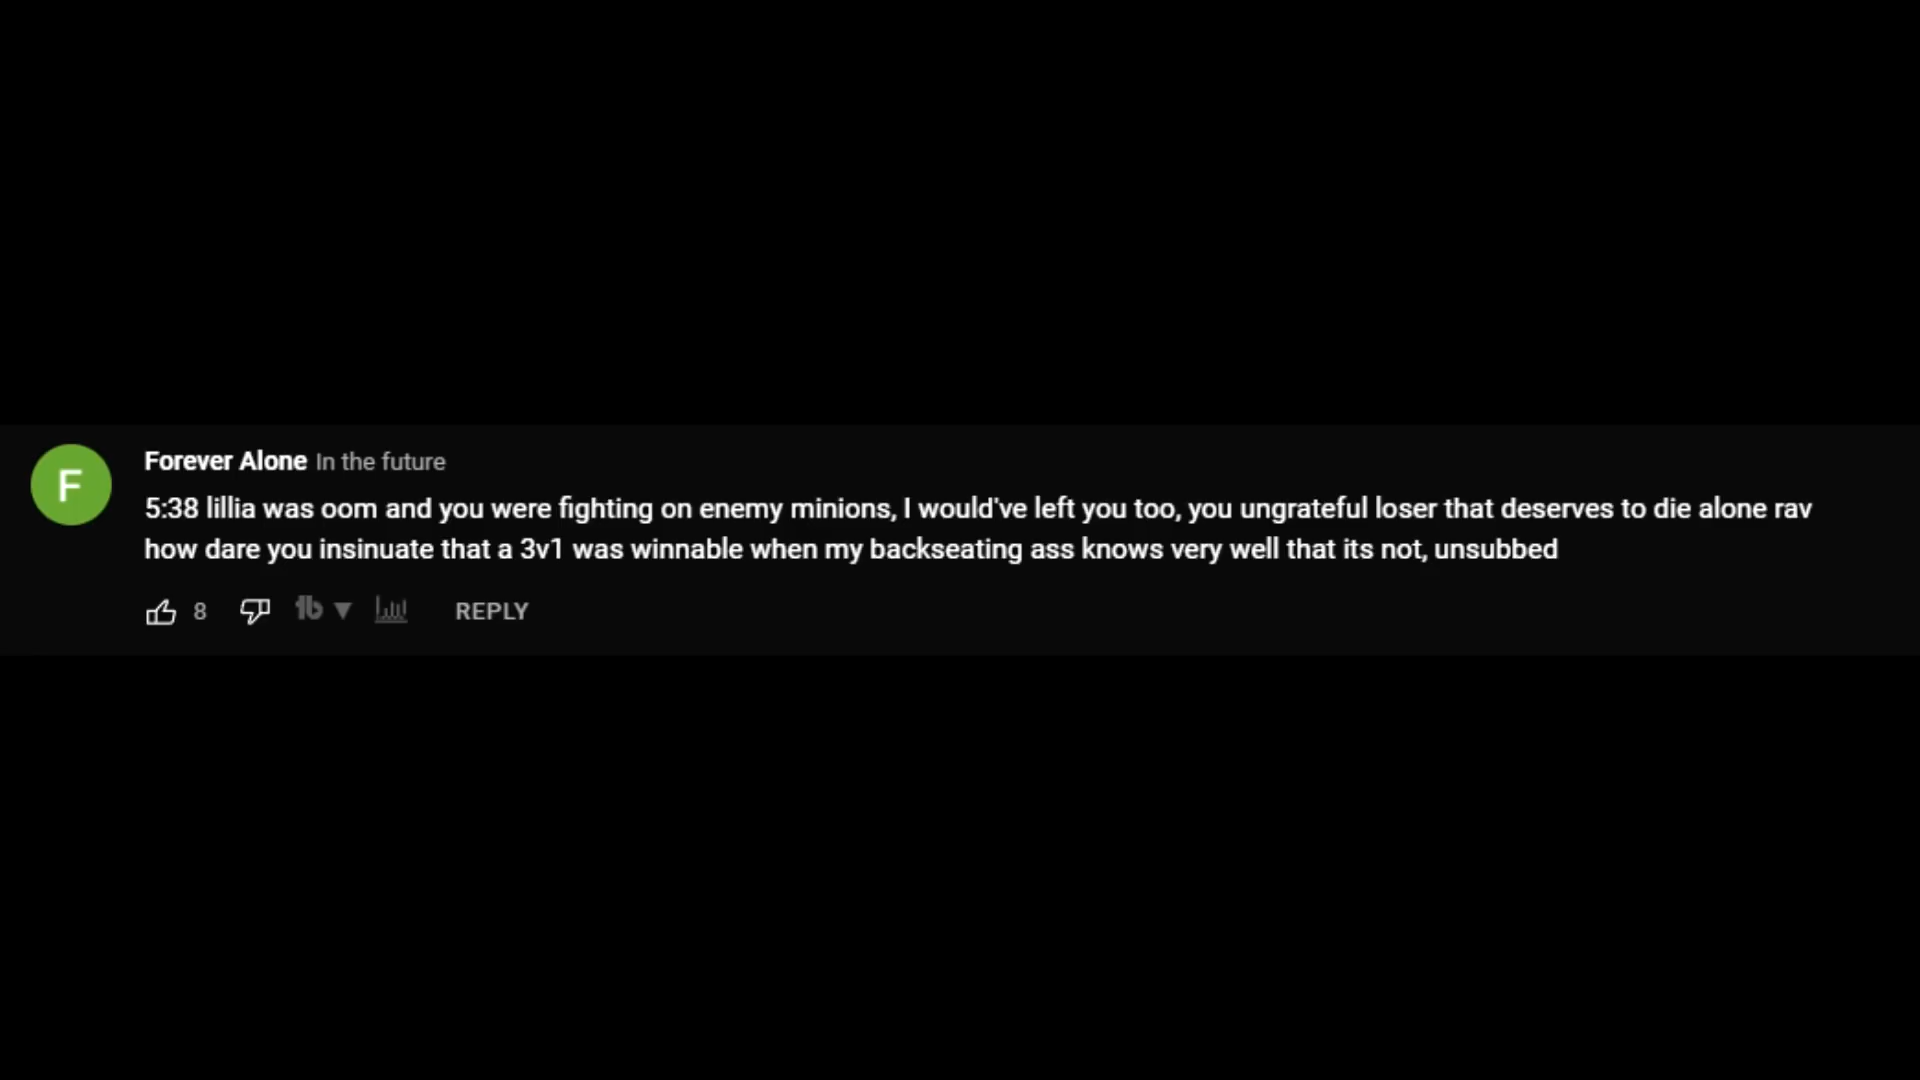 F
Forever Alone In the future
5:38 lillia was oom and you were fighting on enemy minions, I would've left you too, you ungrateful loser that deserves to die alone rav
how dare you insinuate that a 3v1 was winnable when my backseating ass knows very well that its not, unsubbed
8 tb ▼ REPLY